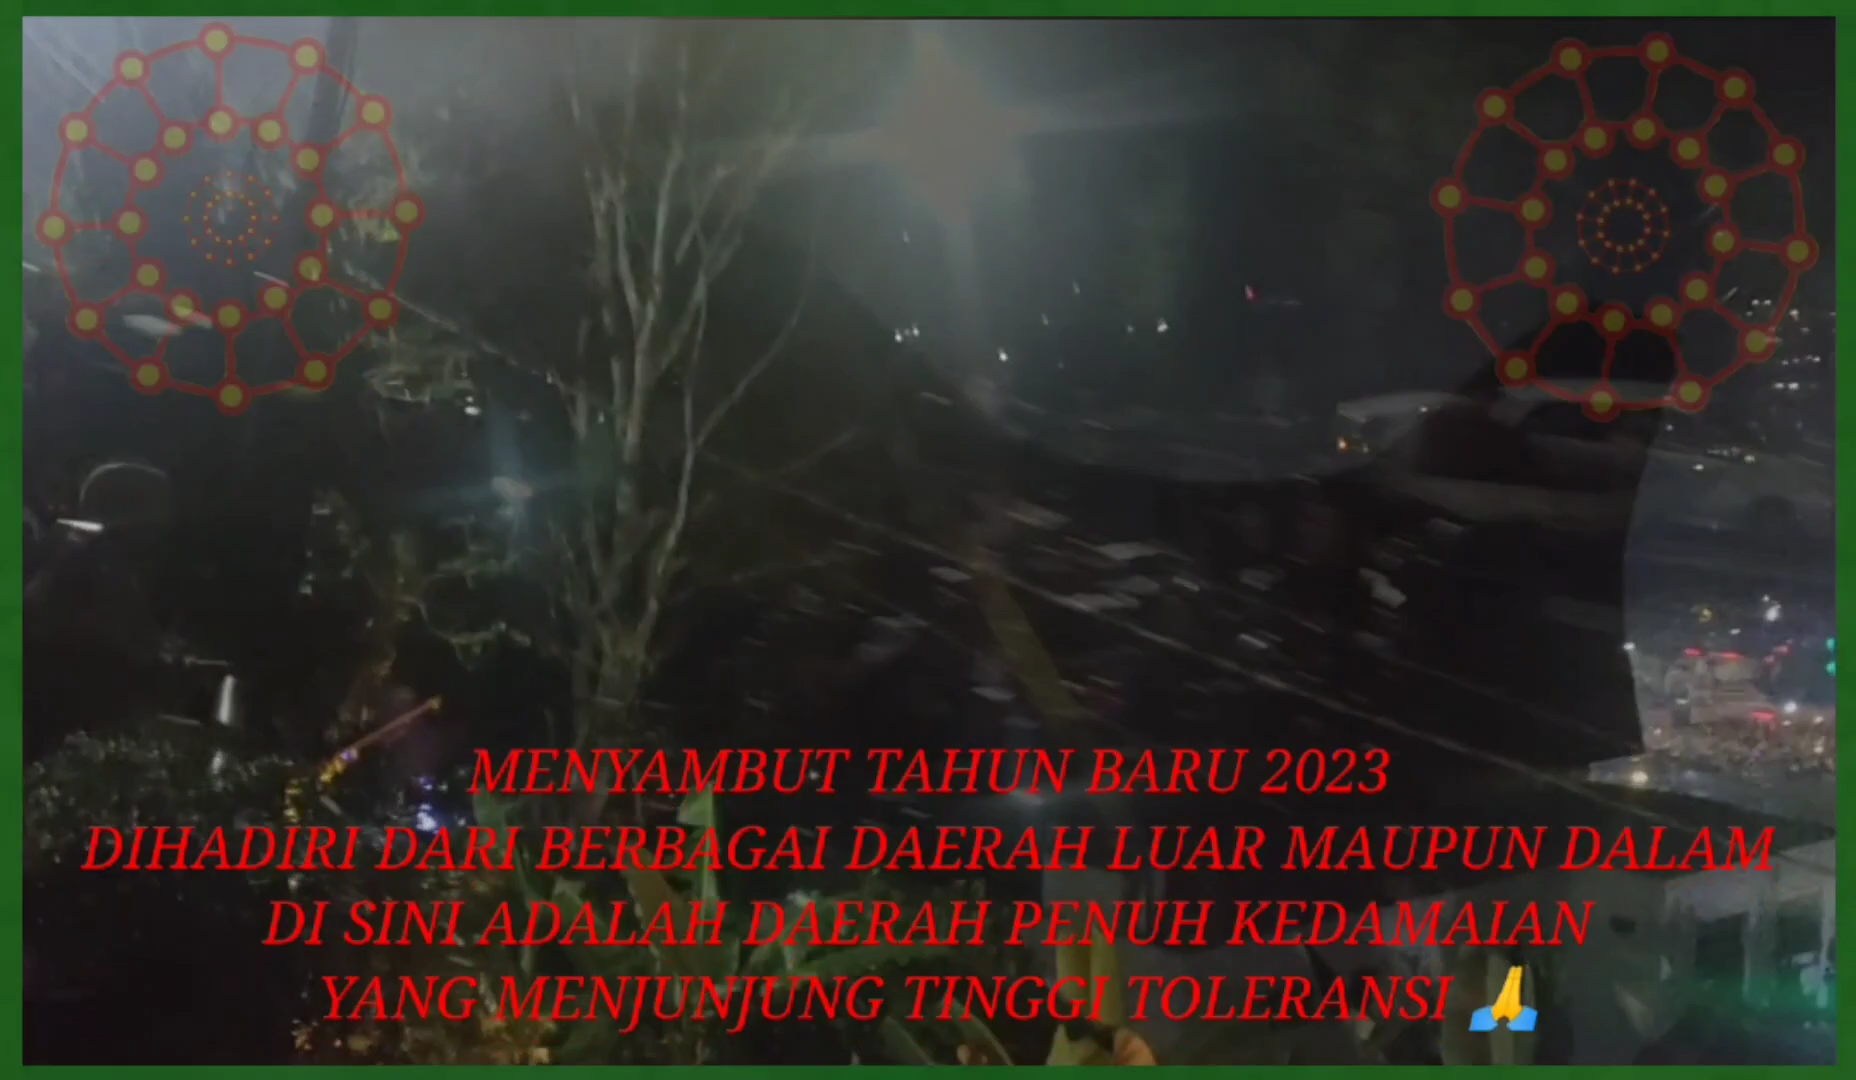 MENYAMBUT TAHUN BARU 2023
DIHADIRI DARI BERBAGAI DAERAH LUAR MAUPUN DALAM
DI SINI ADALAH DAERAH PENUH KEDAMAIAN
YANG MENJUNJUNG TINGGI TOLERANSI 🙏